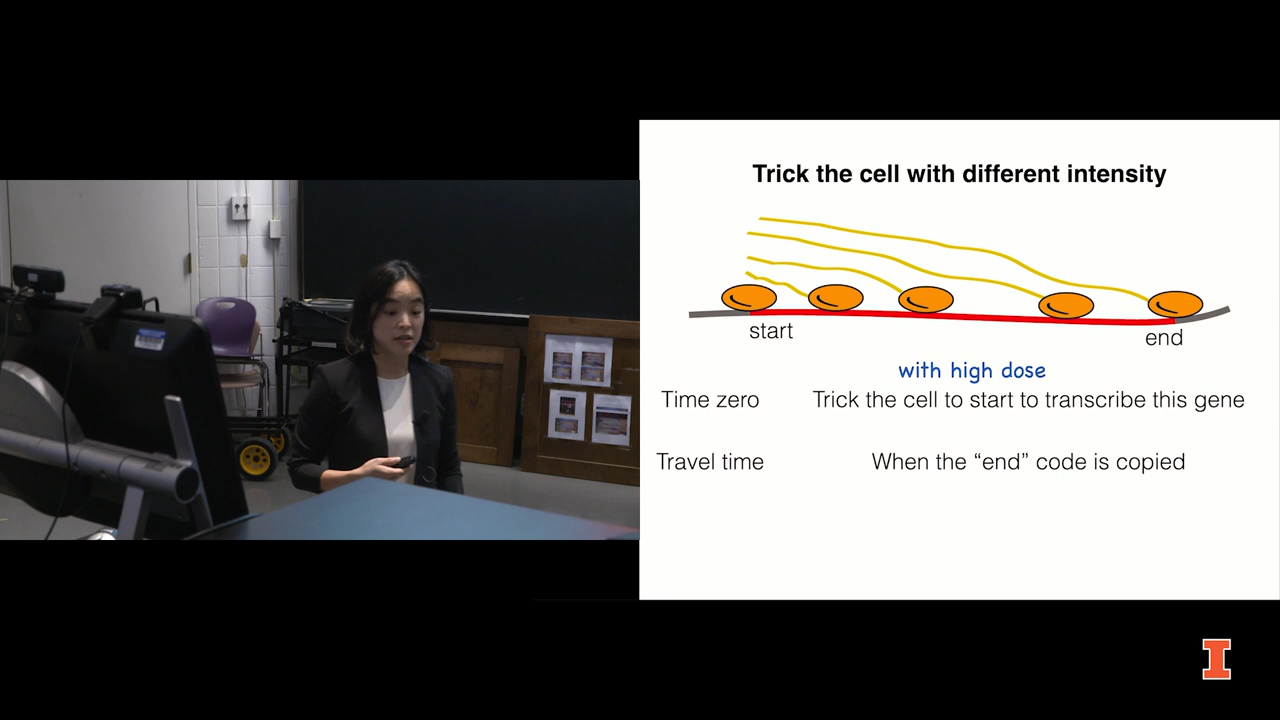 Trick the cell with different intensity
start
end
with high dose
Time zero Trick the cell to start to transcribe this gene
Travel time When the “end” code is copied
I